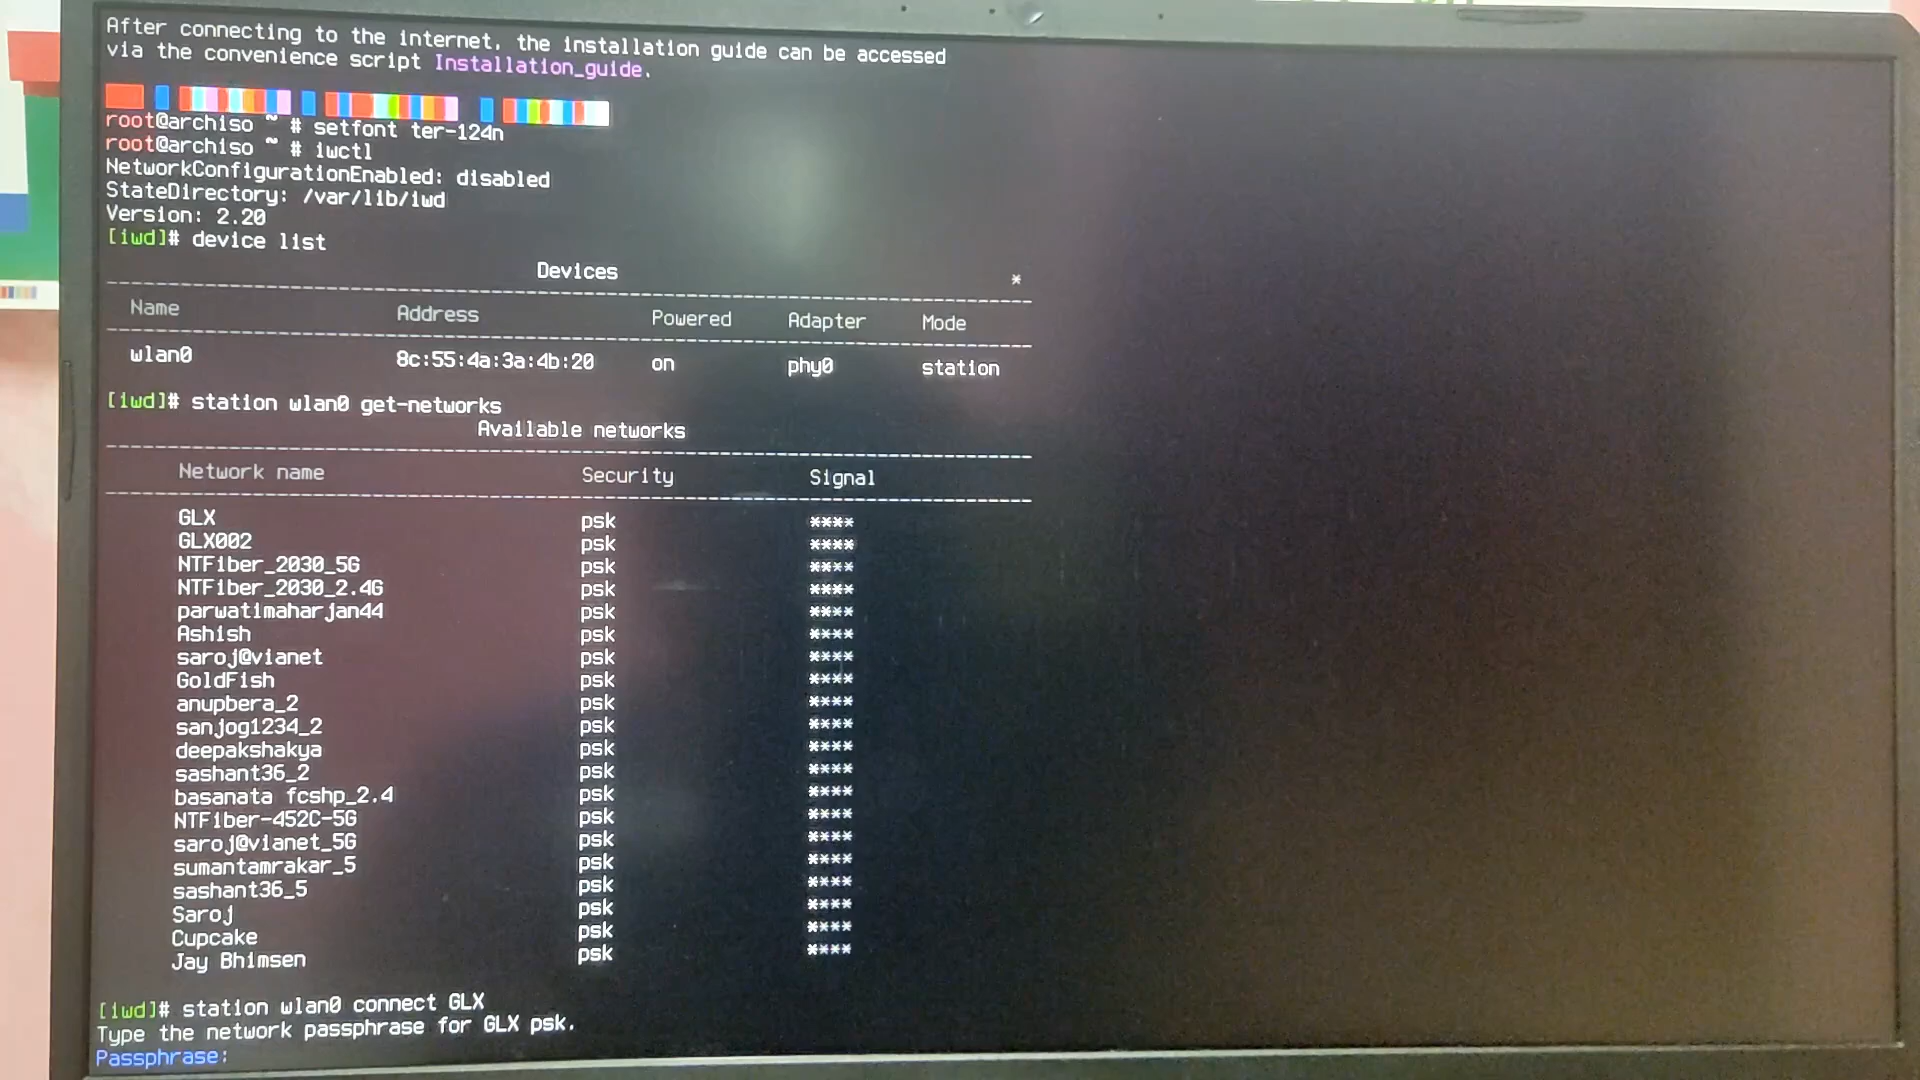 After connecting to the internet, the installation guide can be accessed
via the convenience script Installation_guide.
root@archiso ~ # setfont ter-124n
root@archiso ~ # iwctl
NetworkConfigurationEnabled: disabled
StateDirectory: /var/lib/iwd
Version: 2.20
[iwd]# device list
Devices *
Name Address Powered Adapter Mode
wlan0 8c:55:4a:3a:4b:20 on phy0 station
[iwd]# station wlan0 get-networks
Available networks
Network name Security Signal
GLX psk ****
GLX002 psk ****
NTFiber_2030_5G psk ****
NTFiber_2030_2.4G psk ****
parwatimaharjan44 psk ****
Ashish psk ****
saroj@vianet psk ****
GoldFish psk ****
anupbera_2 psk ****
sanjog1234_2 psk ****
deepakshakya psk ****
sashant36_2 psk ****
basanata fcshp_2.4 psk ****
NTFiber-452C-5G psk ****
saroj@vianet_5G psk ****
sumantamrakar_5 psk ****
sashant36_5 psk ****
Saroj psk ****
Cupcake psk ****
Jay Bhimsen psk ****
[iwd]# station wlan0 connect GLX
Type the network passphrase for GLX psk.
Passphrase: